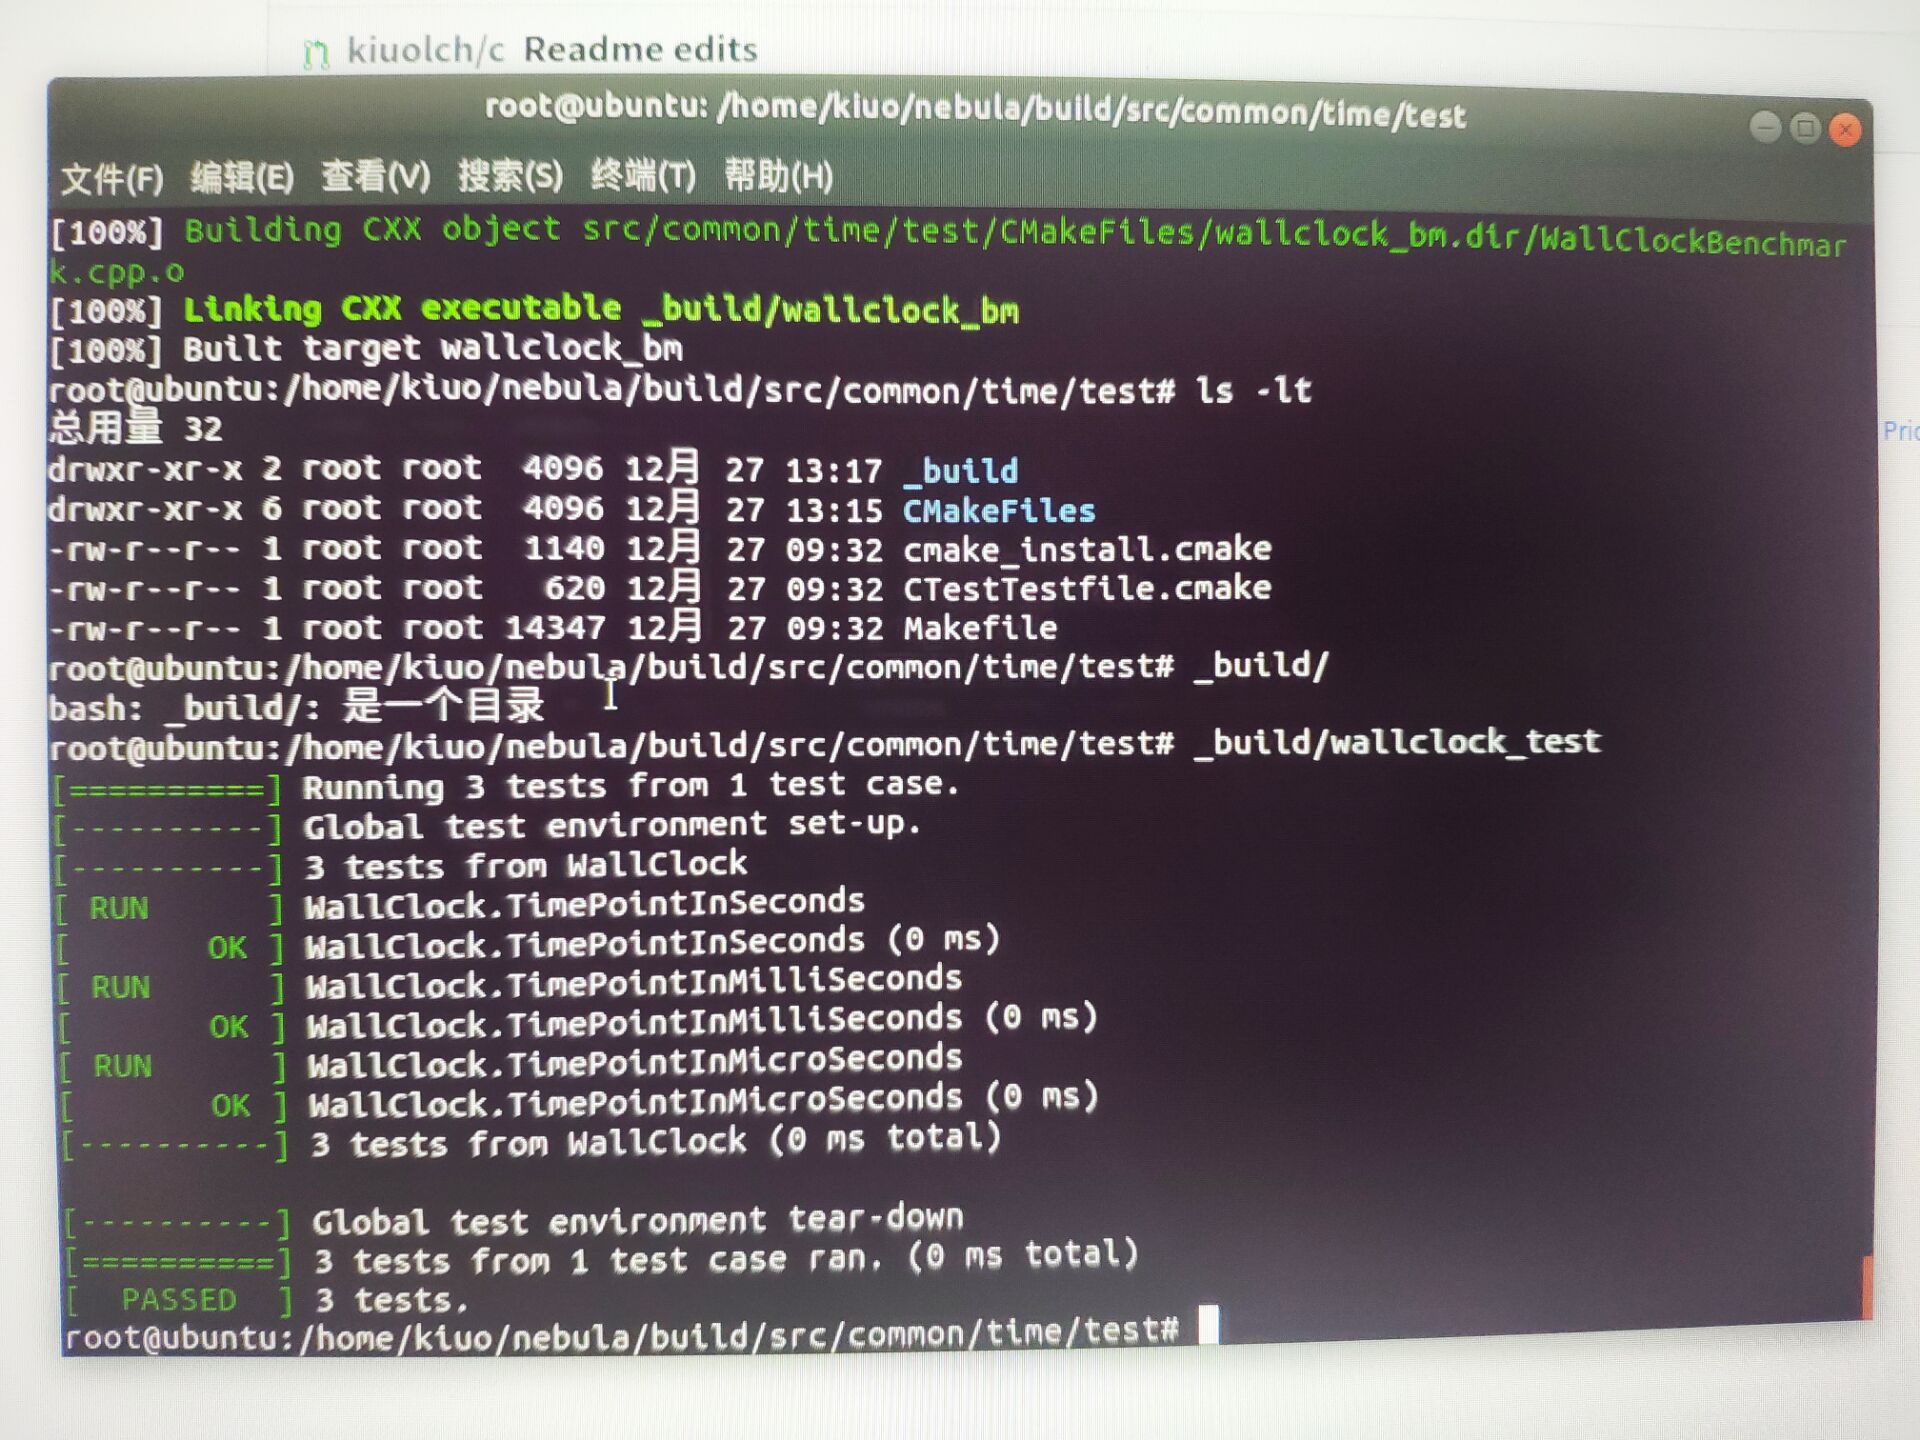 kiuolch/c Readme edits
root@ubuntu: /home/kiuo/nebula/build/src/common/time/test
文件(F) 编辑(E) 查看(V) 搜索(S) 终端(T) 帮助(H)
[100%] Building CXX object src/common/time/test/CMakeFiles/wallclock_bm.dir/WallClockBenchmar
k.cpp.o
[100%] Linking CXX executable _build/wallclock_bm
[100%] Built target wallclock_bm
root@ubuntu:/home/kiuo/nebula/build/src/common/time/test# ls -lt
总用量 32
drwxr-xr-x 2 root root  4096 12月  27 13:17 _build
drwxr-xr-x 6 root root  4096 12月  27 13:15 CMakeFiles
-rw-r--r-- 1 root root  1140 12月  27 09:32 cmake_install.cmake
-rw-r--r-- 1 root root   620 12月  27 09:32 CTestTestfile.cmake
-rw-r--r-- 1 root root 14347 12月  27 09:32 Makefile
root@ubuntu:/home/kiuo/nebula/build/src/common/time/test# _build/
bash: _build/: 是一个目录
root@ubuntu:/home/kiuo/nebula/build/src/common/time/test# _build/wallclock_test
[==========] Running 3 tests from 1 test case.
[----------] Global test environment set-up.
[----------] 3 tests from WallClock
[ RUN      ] WallClock.TimePointInSeconds
[       OK ] WallClock.TimePointInSeconds (0 ms)
[ RUN      ] WallClock.TimePointInMilliSeconds
[       OK ] WallClock.TimePointInMilliSeconds (0 ms)
[ RUN      ] WallClock.TimePointInMicroSeconds
[       OK ] WallClock.TimePointInMicroSeconds (0 ms)
[----------] 3 tests from WallClock (0 ms total)
[----------] Global test environment tear-down
[==========] 3 tests from 1 test case ran. (0 ms total)
[  PASSED  ] 3 tests.
root@ubuntu:/home/kiuo/nebula/build/src/common/time/test#